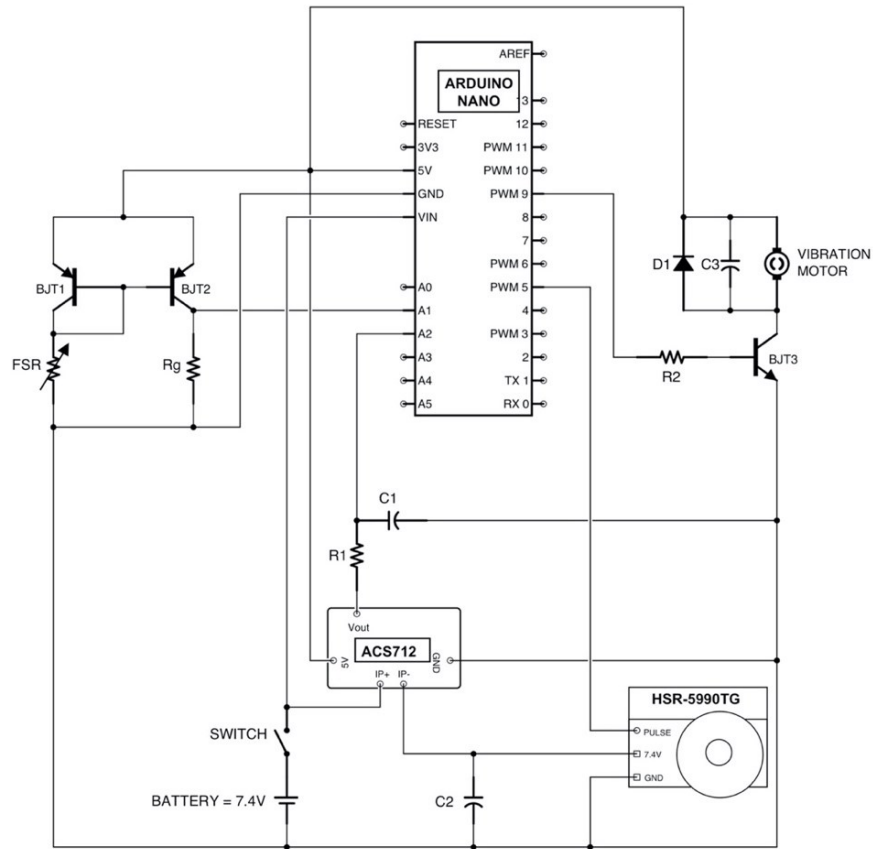 AREF
ARDUINO
NANO
13
RESET
12
3V3
PWM 11
5V
PWM 10
GND
PWM 9
VIN
8
7
PWM 6
A0
PWM 5
A1
4
A2
PWM 3
A3
2
A4
TX 1
A5
RX 0
BJT1
BJT2
FSR
Rg
D1
C3
VIBRATION
MOTOR
R2
BJT3
C1
R1
Vout
ACS712
5V
GND
IP+ IP-
HSR-5990TG
PULSE
7.4V
GND
SWITCH
BATTERY = 7.4V
C2